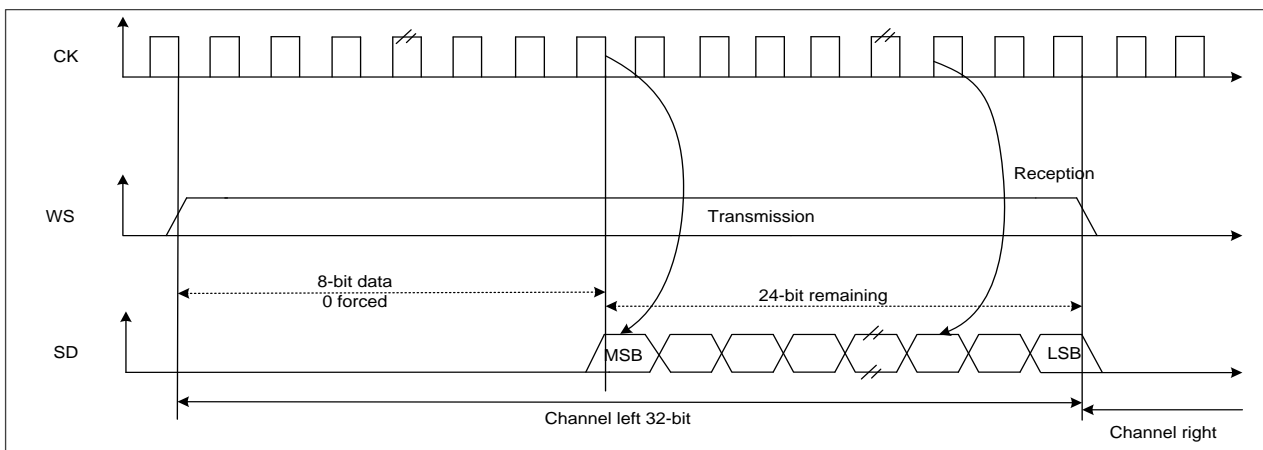 CK
Reception
WS
Transmission
8-bit data
0 forced
24-bit remaining
SD
MSB
LSB
Channel left 32-bit
Channel right